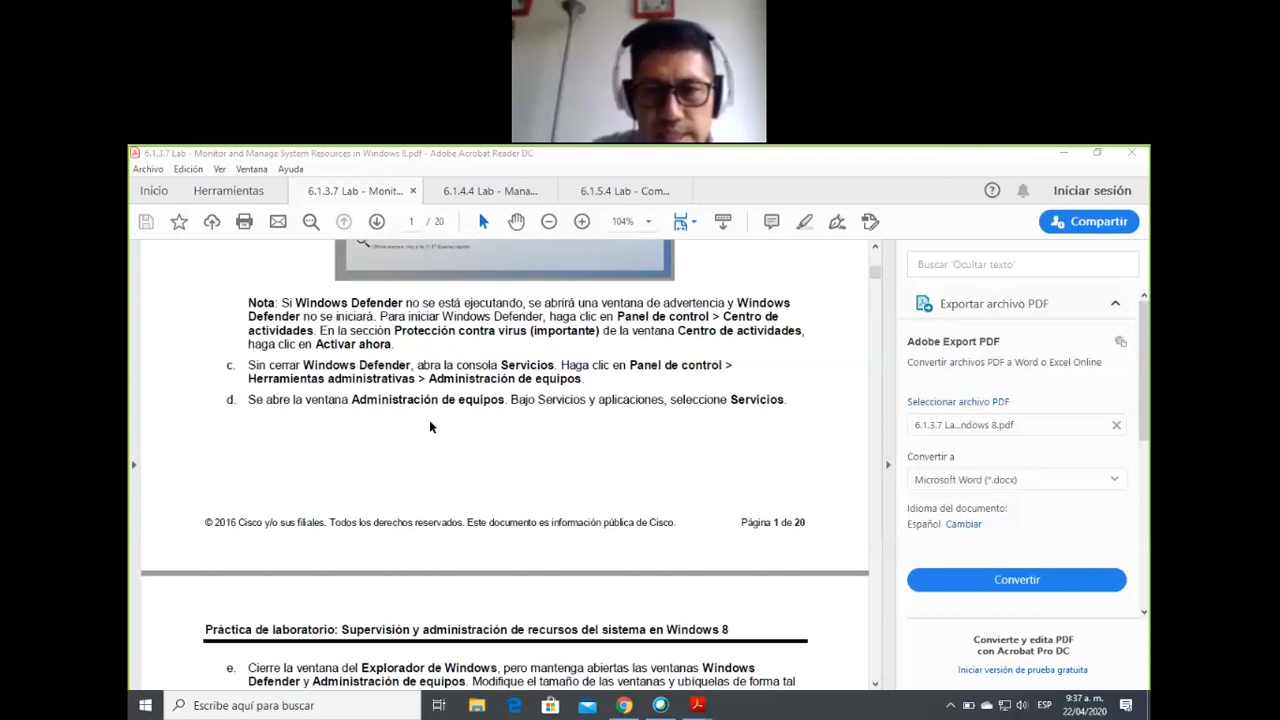 6.1.3.7 Lab - Monitor and Manage System Resources in Windows 8.pdf - Adobe Acrobat Reader DC
Archivo Edición Ver Ventana Ayuda
Inicio Herramientas 6.1.3.7 Lab - Monit... × 6.1.4.4 Lab - Mana... 6.1.5.4 Lab - Com... Iniciar sesión
1 / 20 104% Compartir
Nota: Si Windows Defender no se está ejecutando, se abrirá una ventana de advertencia y Windows
Defender no se iniciará. Para iniciar Windows Defender, haga clic en Panel de control > Centro de
actividades. En la sección Protección contra virus (importante) de la ventana Centro de actividades,
haga clic en Activar ahora.
c. Sin cerrar Windows Defender, abra la consola Servicios. Haga clic en Panel de control >
Herramientas administrativas > Administración de equipos.
d. Se abre la ventana Administración de equipos. Bajo Servicios y aplicaciones, seleccione Servicios.
© 2016 Cisco y/o sus filiales. Todos los derechos reservados. Este documento es información pública de Cisco. Página 1 de 20
Práctica de laboratorio: Supervisión y administración de recursos del sistema en Windows 8
e. Cierre la ventana del Explorador de Windows, pero mantenga abiertas las ventanas Windows
Defender y Administración de equipos. Modifique el tamaño de las ventanas y ubíquelas de forma tal
Buscar 'Ocultar texto'
Exportar archivo PDF
Adobe Export PDF
Convertir archivos PDF a Word o Excel Online
Seleccionar archivo PDF
6.1.3.7 La...ndows 8.pdf
Convertir a
Microsoft Word (*.docx)
Idioma del documento:
Español Cambiar
Convertir
Convierte y edita PDF
con Acrobat Pro DC
Iniciar versión de prueba gratuita
Escribe aquí para buscar
ESP
9:37 a. m.
22/04/2020